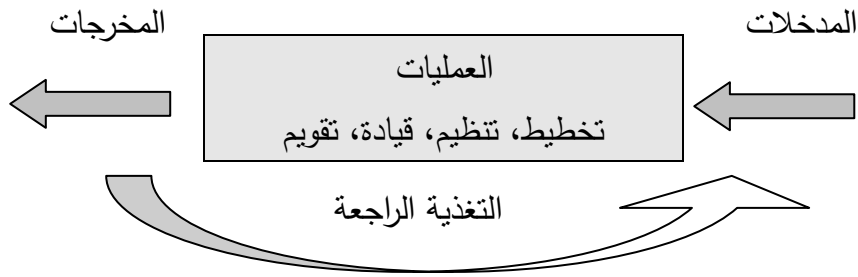 المدخلات
العمليات
تخطيط، تنظيم، قيادة، تقويم
المخرجات
التغذية الراجعة